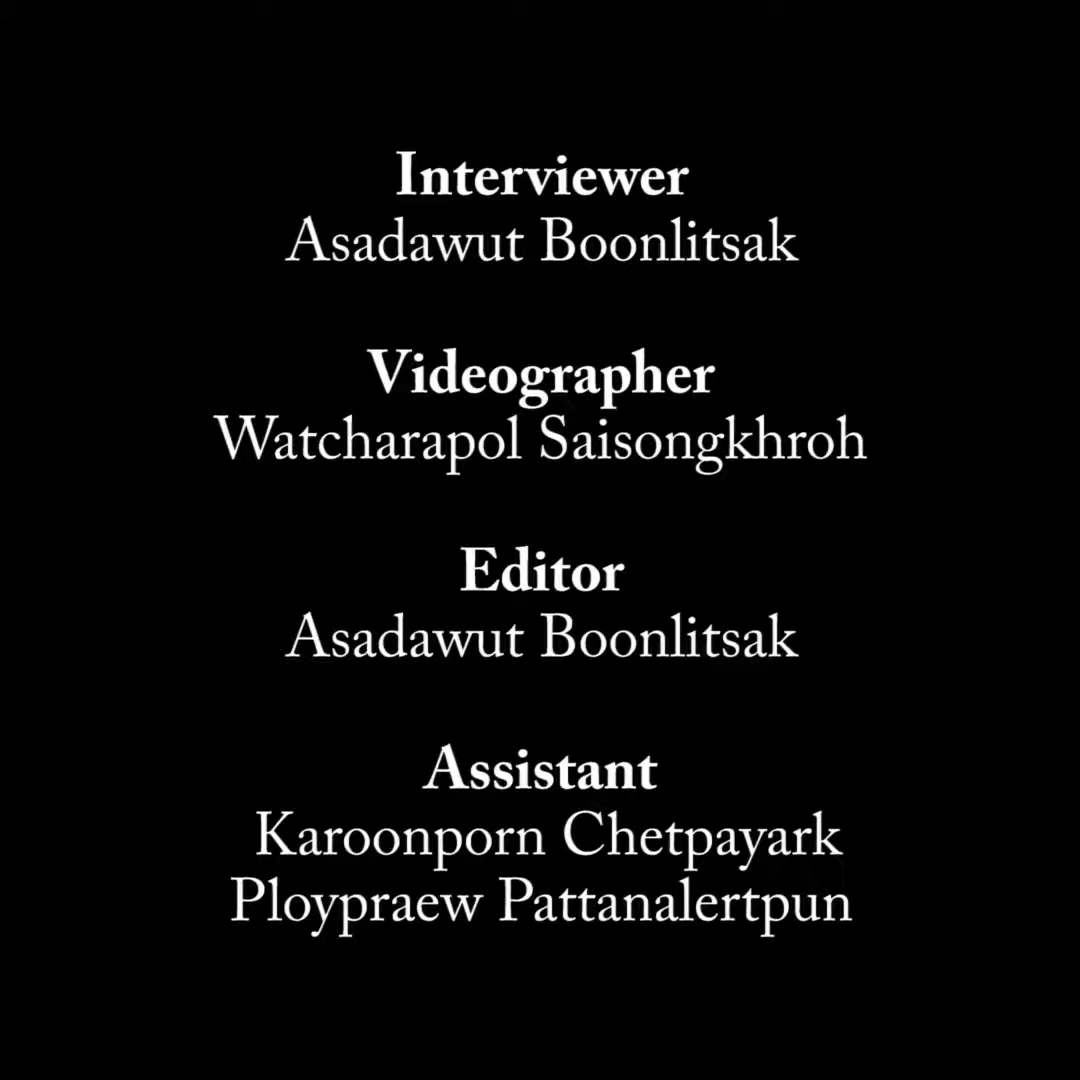 Interviewer
Asadawut Boonlitsak
Videographer
Watcharapol Saisongkhroh
Editor
Asadawut Boonlitsak
Assistant
Karoonporn Chetpayark
Ploypraew Pattanalertpun